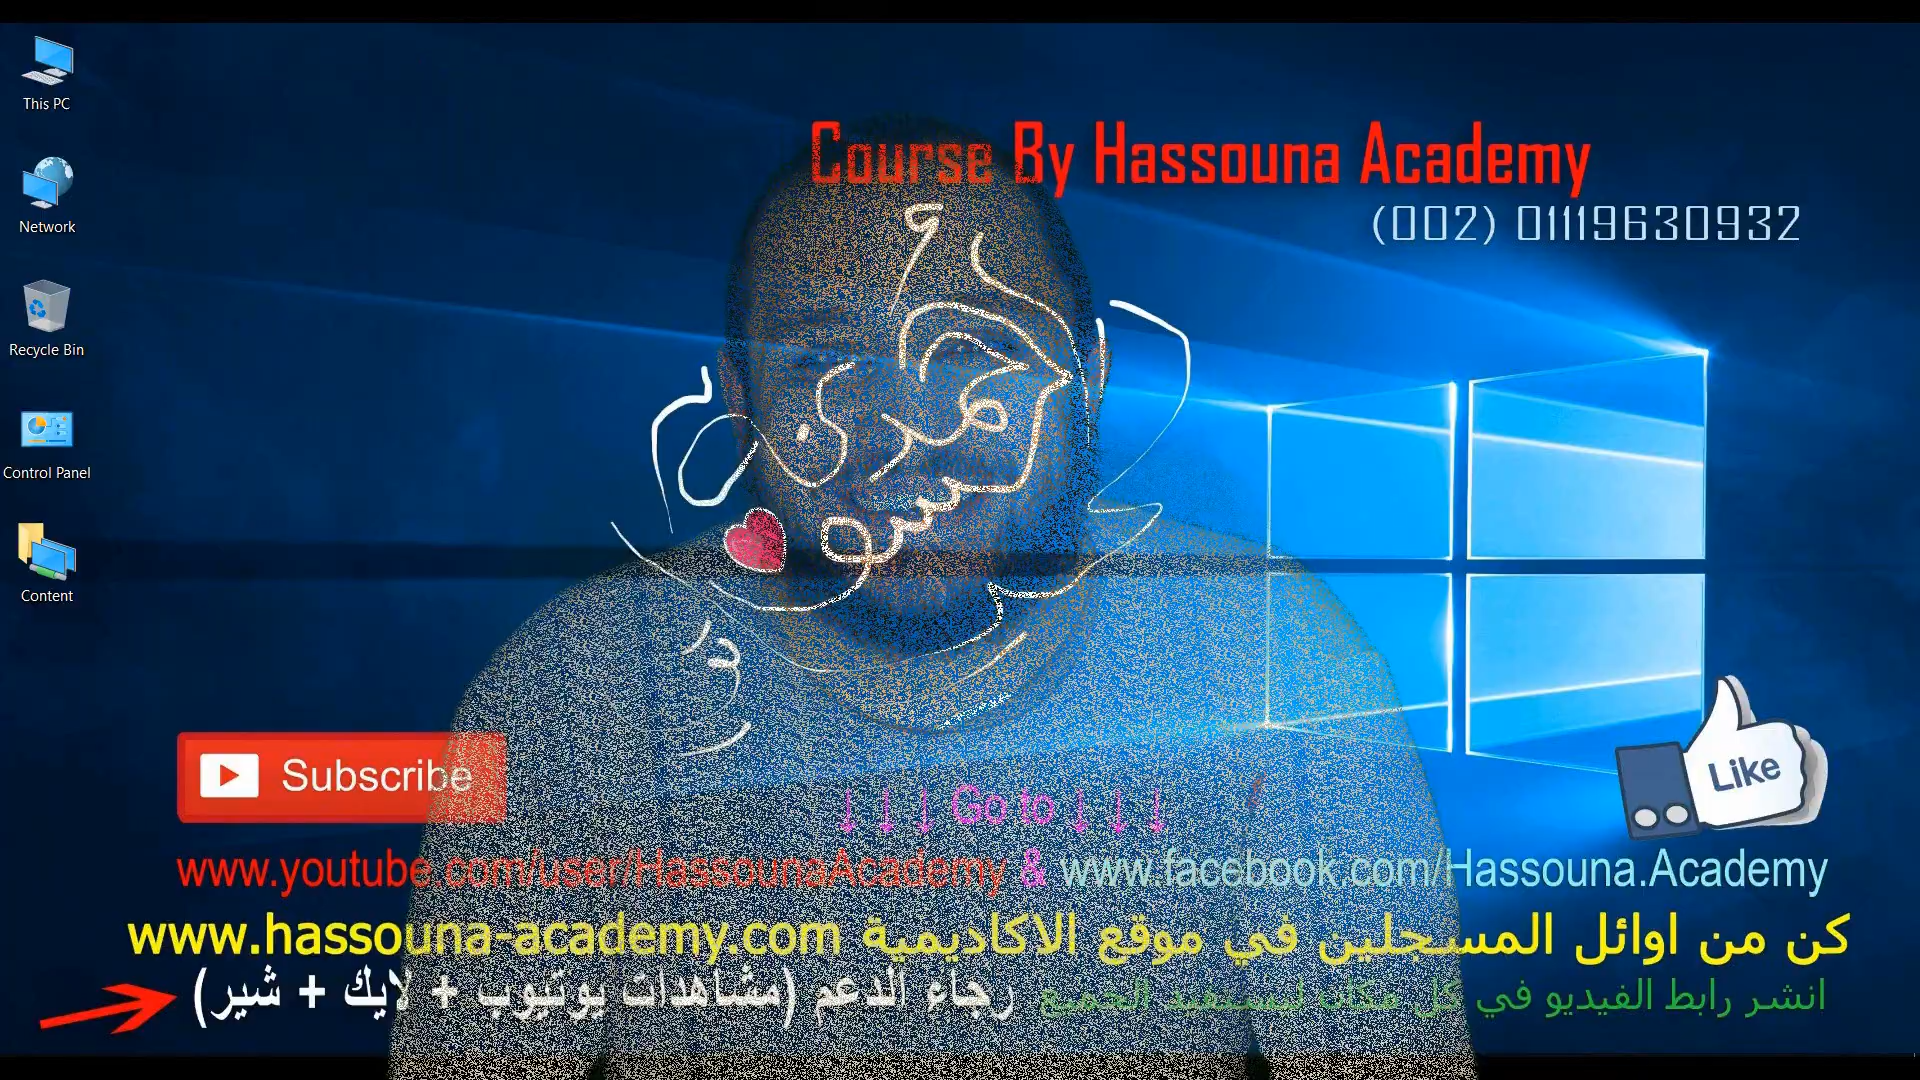 This PC
Network
Recycle Bin
Control Panel
Content
Course By Hassouna Academy
(002) 01119630932
Subscribe
Like
↓ ↓ ↓ Go to ↓ ↓ ↓
www.youtube.com/user/HassounaAcademy & www.facebook.com/Hassouna.Academy
كن من اوائل المسجلين في موقع الاكاديمية www.hassouna-academy.com
انشر رابط الفيديو في كل مكان ليستفيد الجميع رجاء الدعم (مشاهدات يوتيوب + لايك + شير)